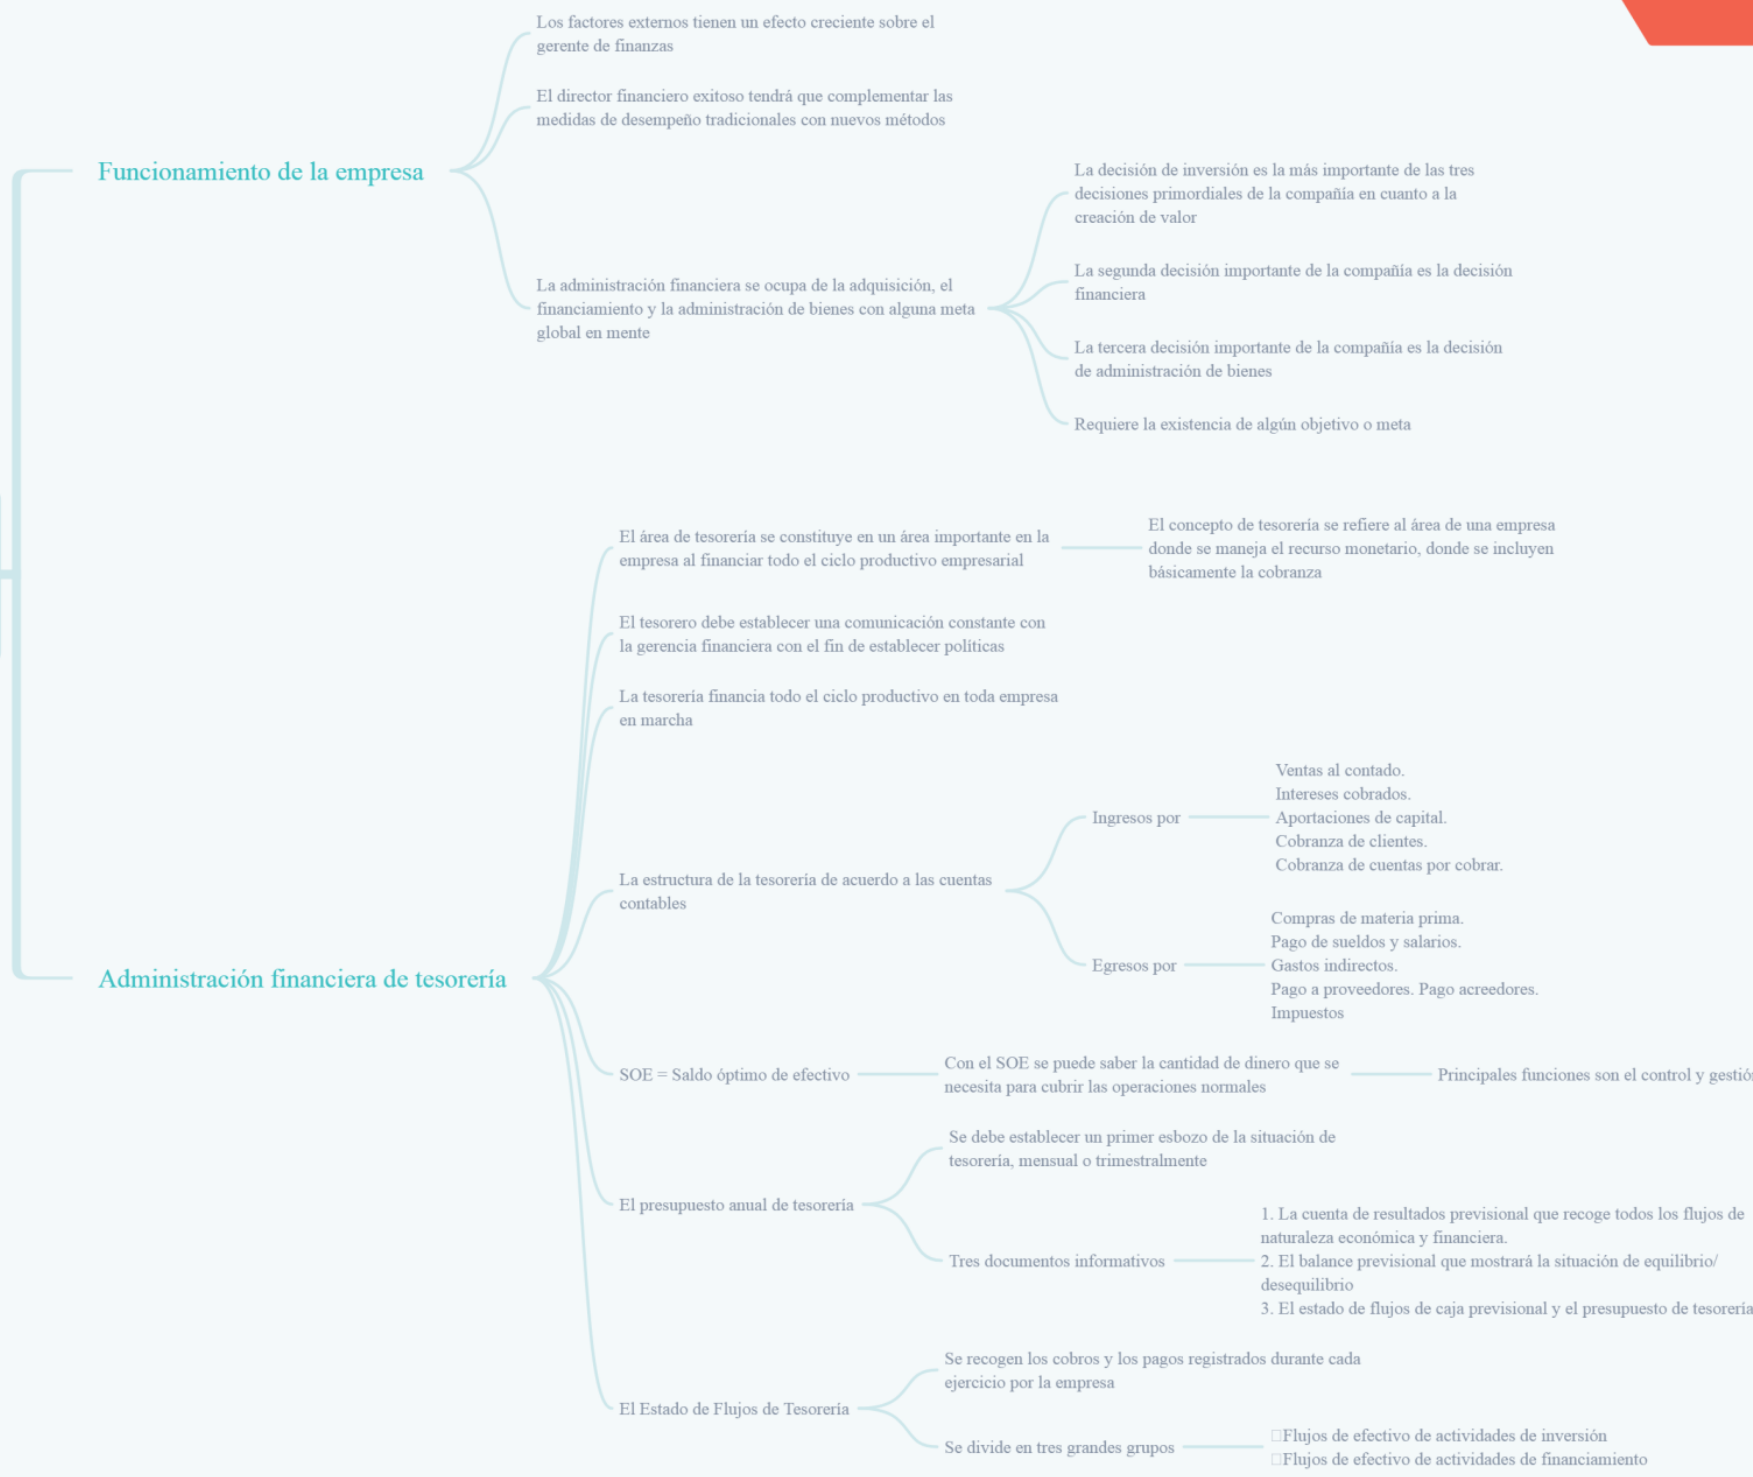 Los factores externos tienen un efecto creciente sobre el
gerente de finanzas
El director financiero exitoso tendrá que complementar las
medidas de desempeño tradicionales con nuevos métodos
Funcionamiento de la empresa
La administración financiera se ocupa de la adquisición, el
financiamiento y la administración de bienes con alguna meta
global en mente
La decisión de inversión es la más importante de las tres
decisiones primordiales de la compañía en cuanto a la
creación de valor
La segunda decisión importante de la compañía es la decisión
financiera
La tercera decisión importante de la compañía es la decisión
de administración de bienes
Requiere la existencia de algún objetivo o meta
Administración financiera de tesorería
El área de tesorería se constituye en un área importante en la
empresa al financiar todo el ciclo productivo empresarial
El concepto de tesorería se refiere al área de una empresa
donde se maneja el recurso monetario, donde se incluyen
básicamente la cobranza
El tesorero debe establecer una comunicación constante con
la gerencia financiera con el fin de establecer políticas
La tesorería financia todo el ciclo productivo en toda empresa
en marcha
La estructura de la tesorería de acuerdo a las cuentas
contables
Ingresos por
Ventas al contado.
Intereses cobrados.
Aportaciones de capital.
Cobranza de clientes.
Cobranza de cuentas por cobrar.
Egresos por
Compras de materia prima.
Pago de sueldos y salarios.
Gastos indirectos.
Pago a proveedores. Pago acreedores.
Impuestos
SOE = Saldo óptimo de efectivo
Con el SOE se puede saber la cantidad de dinero que se
necesita para cubrir las operaciones normales
Principales funciones son el control y gestión
El presupuesto anual de tesorería
Se debe establecer un primer esbozo de la situación de
tesorería, mensual o trimestralmente
Tres documentos informativos
1. La cuenta de resultados previsional que recoge todos los flujos de
naturaleza económica y financiera.
2. El balance previsional que mostrará la situación de equilibrio/
desequilibrio
3. El estado de flujos de caja previsional y el presupuesto de tesorería
El Estado de Flujos de Tesorería
Se recogen los cobros y los pagos registrados durante cada
ejercicio por la empresa
Se divide en tres grandes grupos
Flujos de efectivo de actividades de inversión
Flujos de efectivo de actividades de financiamiento